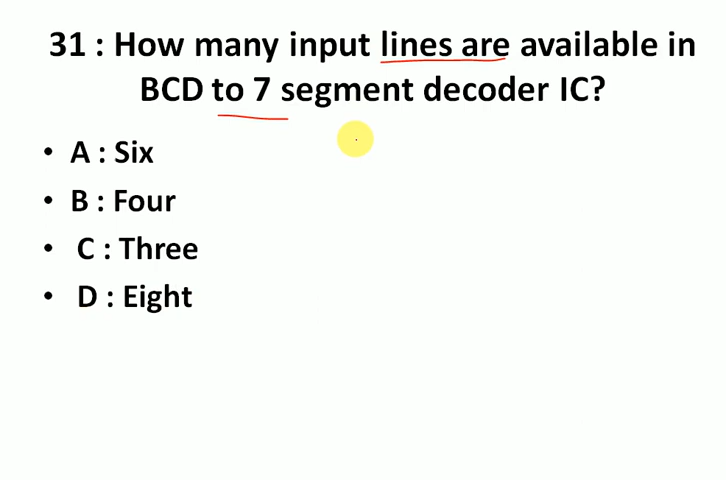 31 : How many input lines are available in
BCD to 7 segment decoder IC?
• A : Six
• B : Four
• C : Three
• D : Eight